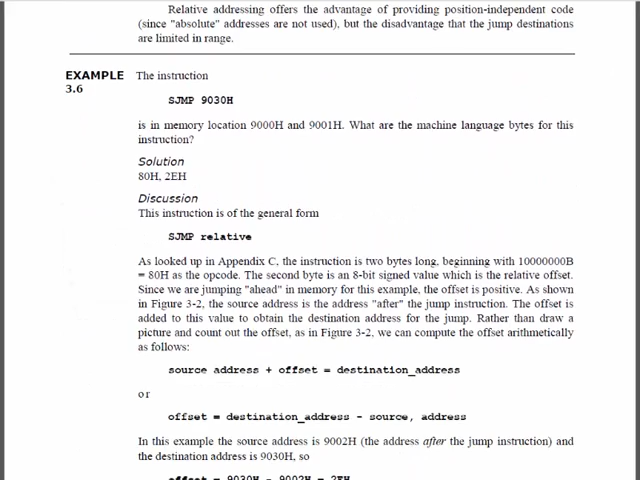 Relative addressing offers the advantage of providing position-independent code
(since "absolute" addresses are not used), but the disadvantage that the jump destinations
are limited in range.
EXAMPLE The instruction
3.6
SJMP 9030H
is in memory location 9000H and 9001H. What are the machine language bytes for this
instruction?
Solution
80H, 2EH
Discussion
This instruction is of the general form
SJMP relative
As looked up in Appendix C, the instruction is two bytes long, beginning with 10000000B
= 80H as the opcode. The second byte is an 8-bit signed value which is the relative offset.
Since we are jumping "ahead" in memory for this example, the offset is positive. As shown
in Figure 3-2, the source address is the address "after" the jump instruction. The offset is
added to this value to obtain the destination address for the jump. Rather than draw a
picture and count out the offset, as in Figure 3-2, we can compute the offset arithmetically
as follows:
source address + offset = destination_address
or
offset = destination_address - source, address
In this example the source address is 9002H (the address after the jump instruction) and
the destination address is 9030H, so
offset = 9030H - 9002H = 2EH